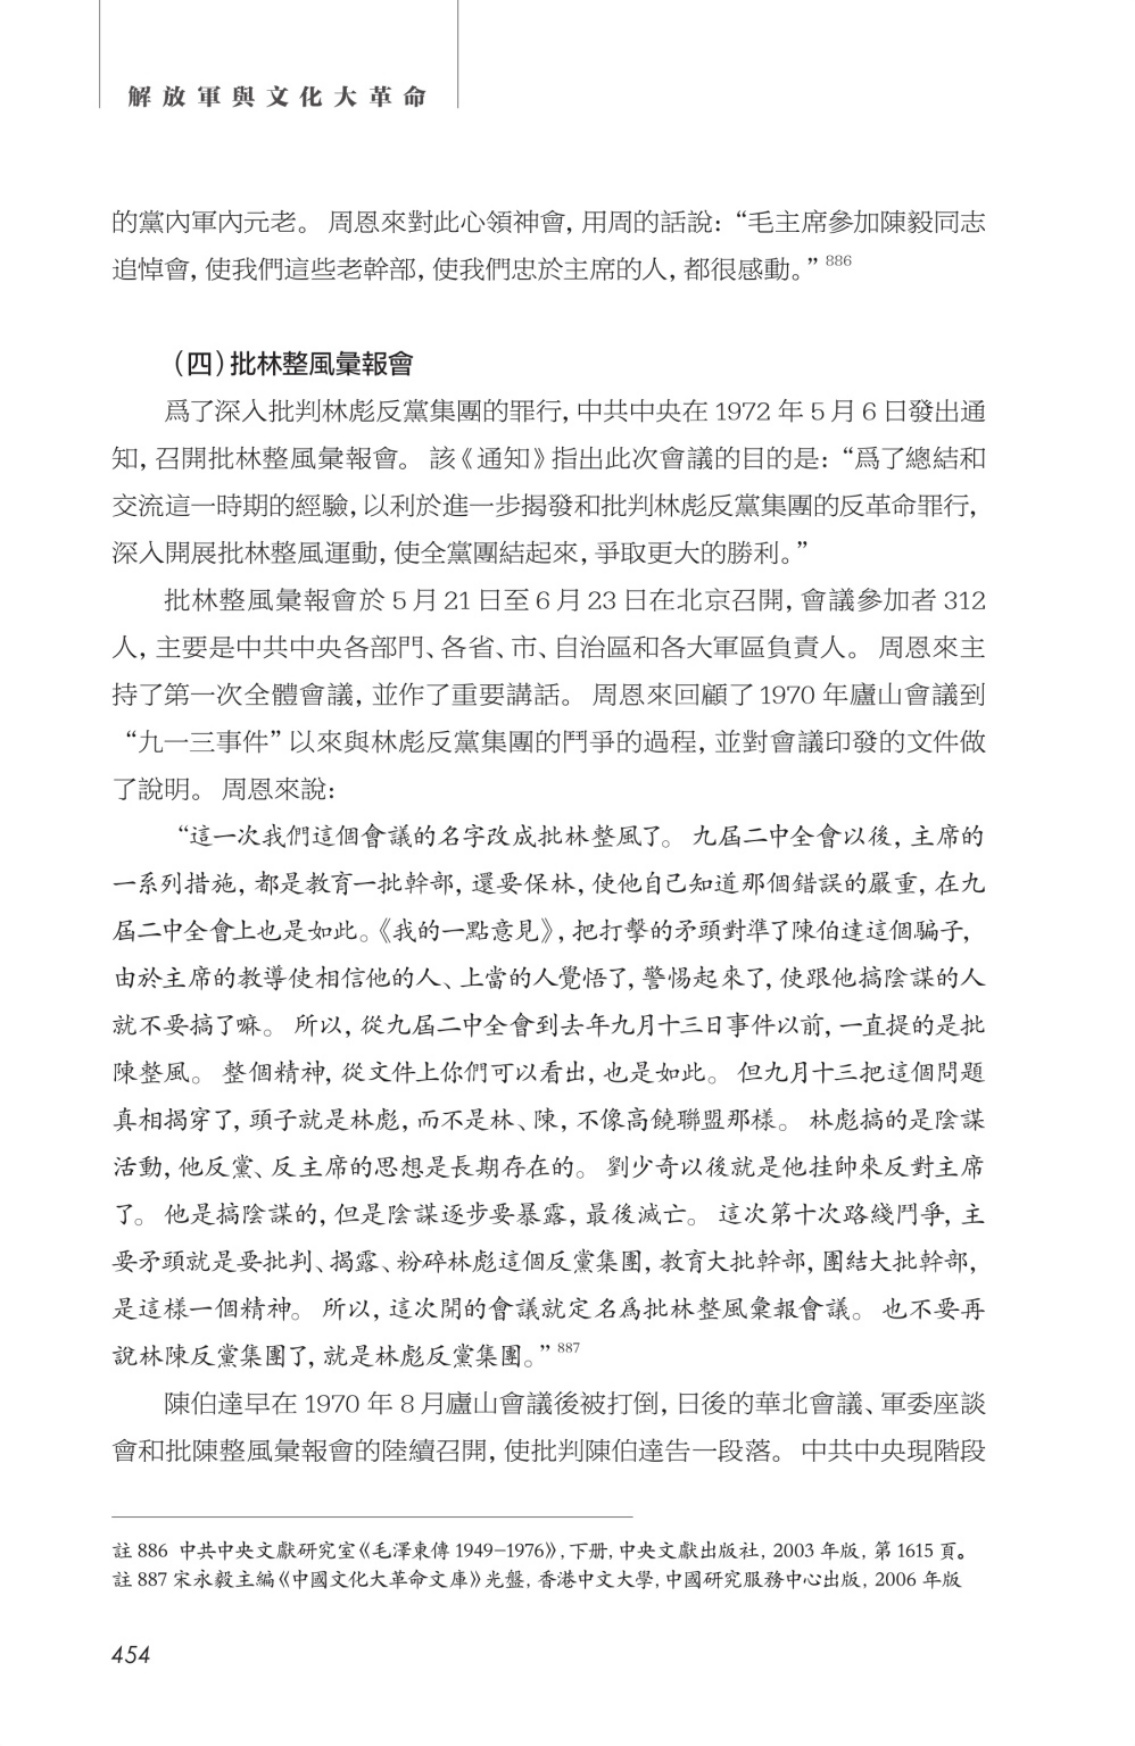 解放軍與文化大革命
的黨內軍內元老。 周恩來對此心領神會，用周的話說：“毛主席參加陳毅同志
追悼會，使我們這些老幹部，使我們忠於主席的人，都很感動。” 886
（四）批林整風彙報會
爲了深入批判林彪反黨集團的罪行，中共中央在 1972 年 5 月 6 日發出通
知，召開批林整風彙報會。 該《通知》指出此次會議的目的是：“爲了總結和
交流這一時期的經驗，以利於進一步揭發和批判林彪反黨集團的反革命罪行，
深入開展批林整風運動，使全黨團結起來，爭取更大的勝利。”
批林整風彙報會於 5 月 21 日至 6 月 23 日在北京召開，會議參加者 312
人，主要是中共中央各部門、各省、市、自治區和各大軍區負責人。 周恩來主
持了第一次全體會議，並作了重要講話。 周恩來回顧了 1970 年廬山會議到
“九一三事件”以來與林彪反黨集團的鬥爭的過程，並對會議印發的文件做
了說明。 周恩來說：
“這一次我們這個會議的名字改成批林整風了。 九屆二中全會以後，主席的
一系列措施，都是教育一批幹部，還要保林，使他自己知道那個錯誤的嚴重，在九
屆二中全會上也是如此。《我的一點意見》，把打擊的矛頭對準了陳伯達這個騙子，
由於主席的教導使相信他的人、上當的人覺悟了，警惕起來了，使跟他搞陰謀的人
就不要搞了嘛。 所以，從九屆二中全會到去年九月十三日事件以前，一直提的是批
陳整風。 整個精神，從文件上你們可以看出，也是如此。 但九月十三把這個問題
真相揭穿了，頭子就是林彪，而不是林、陳，不像高饒聯盟那樣。 林彪搞的是陰謀
活動，他反黨、反主席的思想是長期存在的。 劉少奇以後就是他挂帥來反對主席
了。 他是搞陰謀的，但是陰謀逐步要暴露，最後滅亡。 這次第十次路綫鬥爭，主
要矛頭就是要批判、揭露、粉碎林彪這個反黨集團，教育大批幹部，團結大批幹部，
是這樣一個精神。 所以，這次開的會議就定名爲批林整風彙報會議。 也不要再
說林陳反黨集團了，就是林彪反黨集團。” 887
陳伯達早在 1970 年 8 月廬山會議後被打倒，日後的華北會議、軍委座談
會和批陳整風彙報會的陸續召開，使批判陳伯達告一段落。 中共中央現階段
註 886 中共中央文獻研究室《毛澤東傳 1949–1976》，下册，中央文獻出版社，2003 年版，第 1615 頁。
註 887 宋永毅主編《中國文化大革命文庫》光盤，香港中文大學，中國研究服務中心出版，2006 年版
454